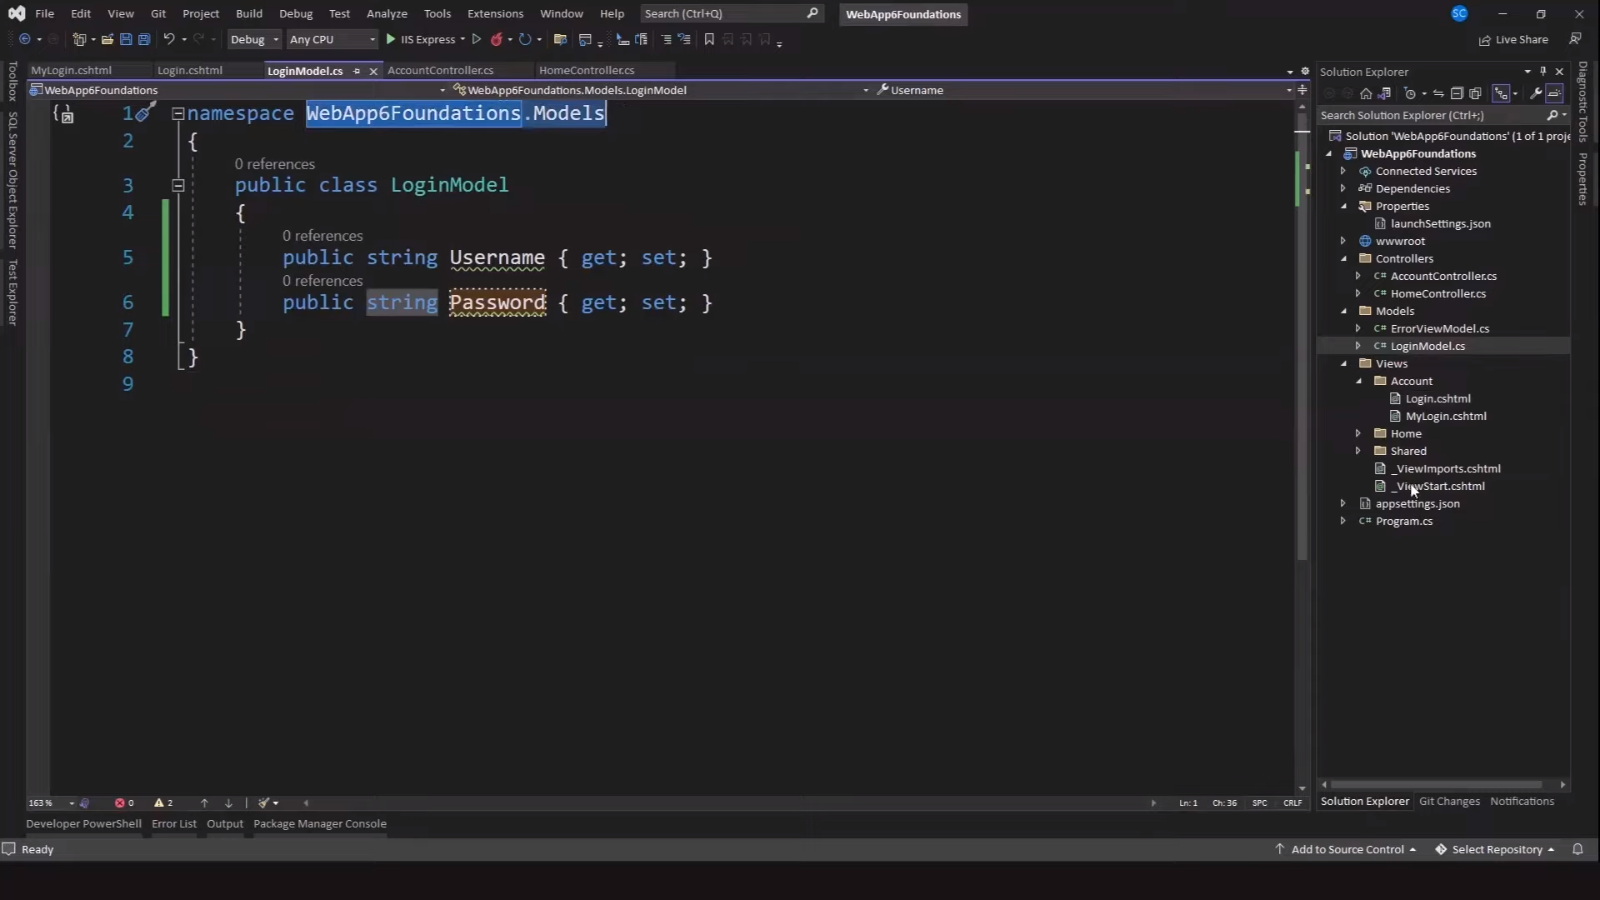 File Edit View Git Project Build Debug Test Analyze Tools Extensions Window Help Search (Ctrl+Q) WebApp6Foundations SC
Debug Any CPU IIS Express Live Share
MyLogin.cshtml Login.cshtml LoginModel.cs AccountController.cs HomeController.cs
WebApp6Foundations WebApp6Foundations.Models.LoginModel Username
Toolbox
SQL Server Object Explorer
Test Explorer
1 namespace WebApp6Foundations.Models
2 {
0 references
3 public class LoginModel
4 {
0 references
5 public string Username { get; set; }
0 references
6 public string Password { get; set; }
7 }
8 }
9
163 % 0 2 Ln: 1 Ch: 36 SPC CRLF
Solution Explorer
Search Solution Explorer (Ctrl+;)
Solution 'WebApp6Foundations' (1 of 1 proje
WebApp6Foundations
Connected Services
Dependencies
Properties
launchSettings.json
wwwroot
Controllers
C# AccountController.cs
C# HomeController.cs
Models
C# ErrorViewModel.cs
C# LoginModel.cs
Views
Account
Login.cshtml
MyLogin.cshtml
Home
Shared
_ViewImports.cshtml
_ViewStart.cshtml
appsettings.json
C# Program.cs
Solution Explorer Git Changes Notifications
Diagnostic Tools
Properties
Developer PowerShell Error List Output Package Manager Console
Ready Add to Source Control Select Repository